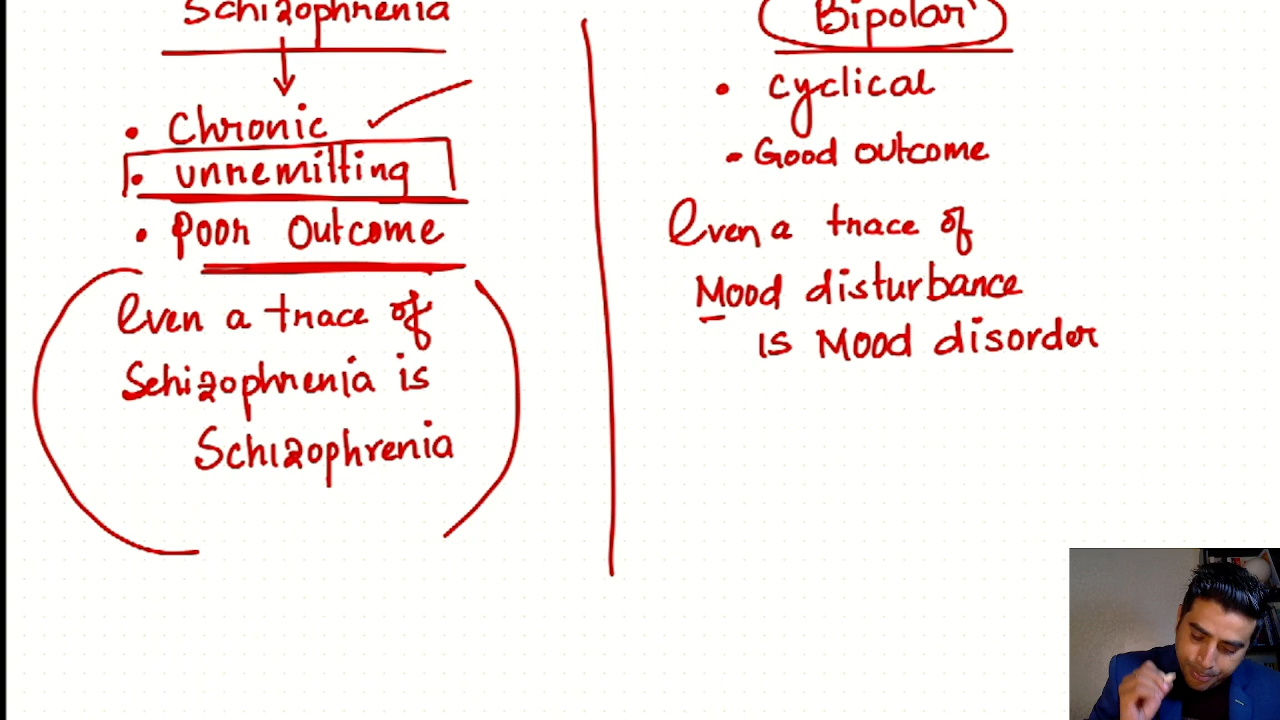 Schizophrenia
• Chronic
• unremitting
• Poor Outcome
Even a trace of
Schizophrenia is
Schizophrenia
Bipolar
• cyclical
• Good outcome
Even a trace of
Mood disturbance
is Mood disorder